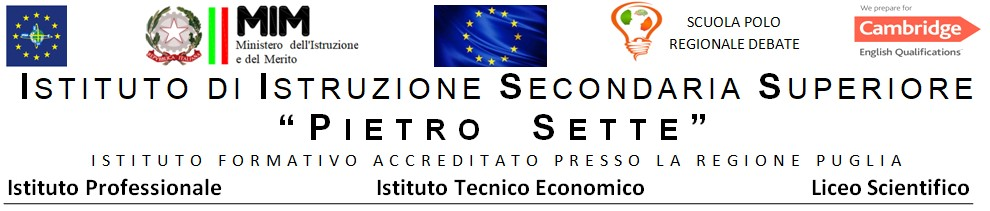 MIM
Ministero dell'Istruzione
e del Merito
SCUOLA POLO
REGIONALE DEBATE
We prepare for
Cambridge
English Qualifications
ISTITUTO DI ISTRUZIONE SECONDARIA SUPERIORE
“PIETRO SETTE”
ISTITUTO FORMATIVO ACCREDITATO PRESSO LA REGIONE PUGLIA
Istituto Professionale Istituto Tecnico Economico Liceo Scientifico